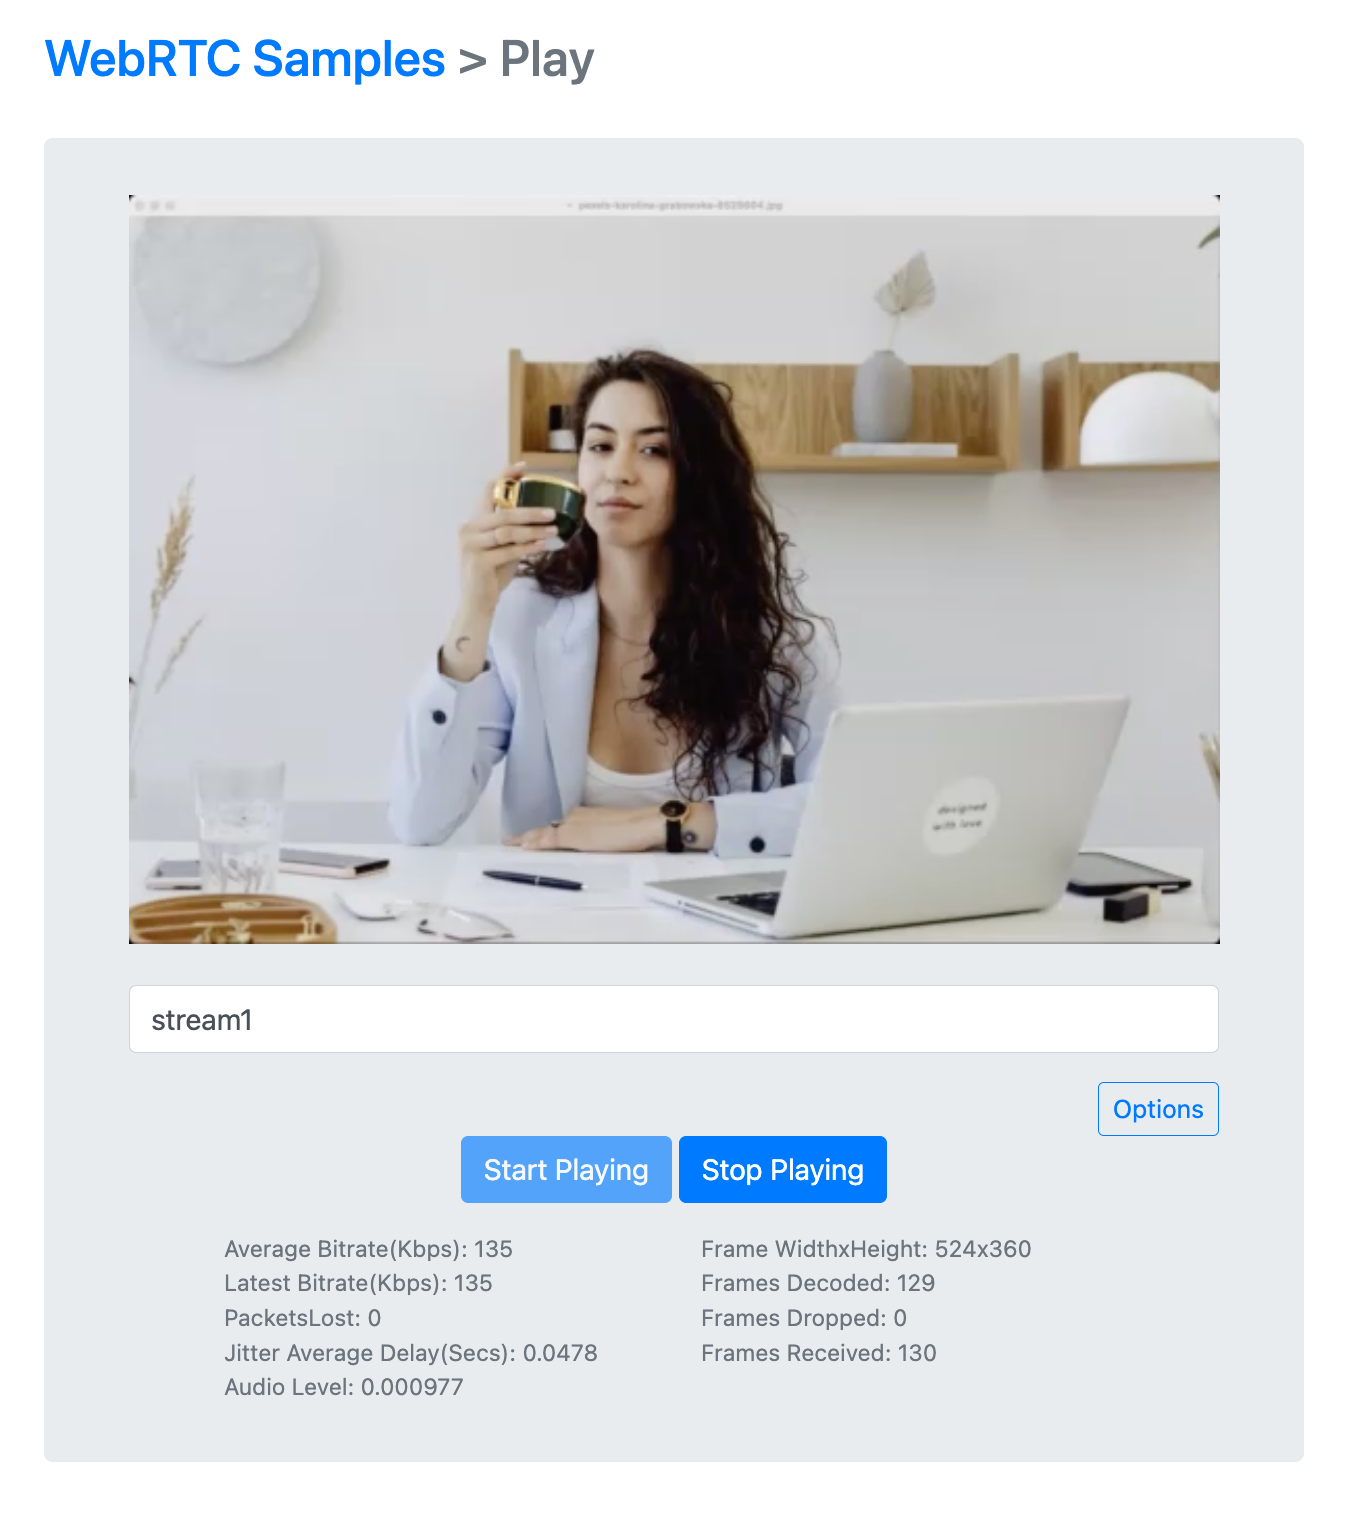 WebRTC Samples > Play
pexels-karolina-grabowska-8528804.jpg
designed
with love
stream1
Options
Start Playing Stop Playing
Average Bitrate(Kbps): 135 Frame WidthxHeight: 524x360
Latest Bitrate(Kbps): 135 Frames Decoded: 129
PacketsLost: 0 Frames Dropped: 0
Jitter Average Delay(Secs): 0.0478 Frames Received: 130
Audio Level: 0.000977